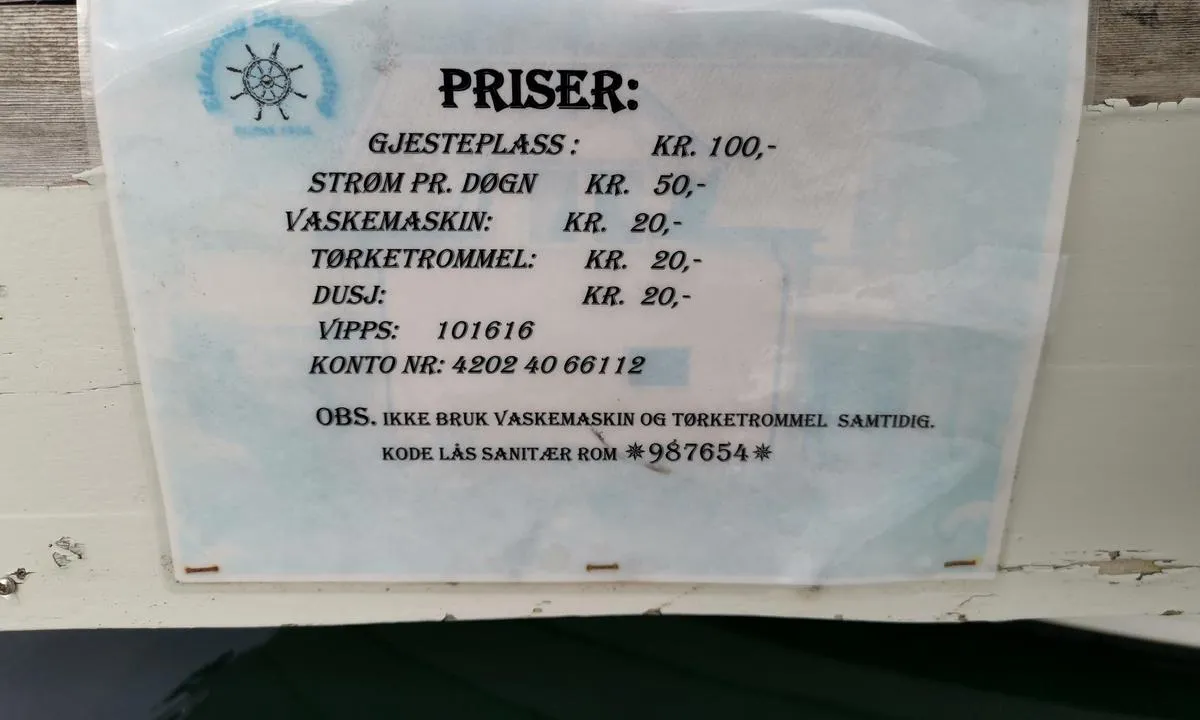 PRISER:
GJESTEPLASS : KR. 100,-
STRØM PR. DØGN KR. 50,-
VASKEMASKIN: KR. 20,-
TØRKETROMMEL: KR. 20,-
DUSJ: KR. 20,-
VIPPS: 101616
KONTO NR: 4202 40 66112
OBS. IKKE BRUK VASKEMASKIN OG TØRKETROMMEL SAMTIDIG.
KODE LÅS SANITÆR ROM *987654*